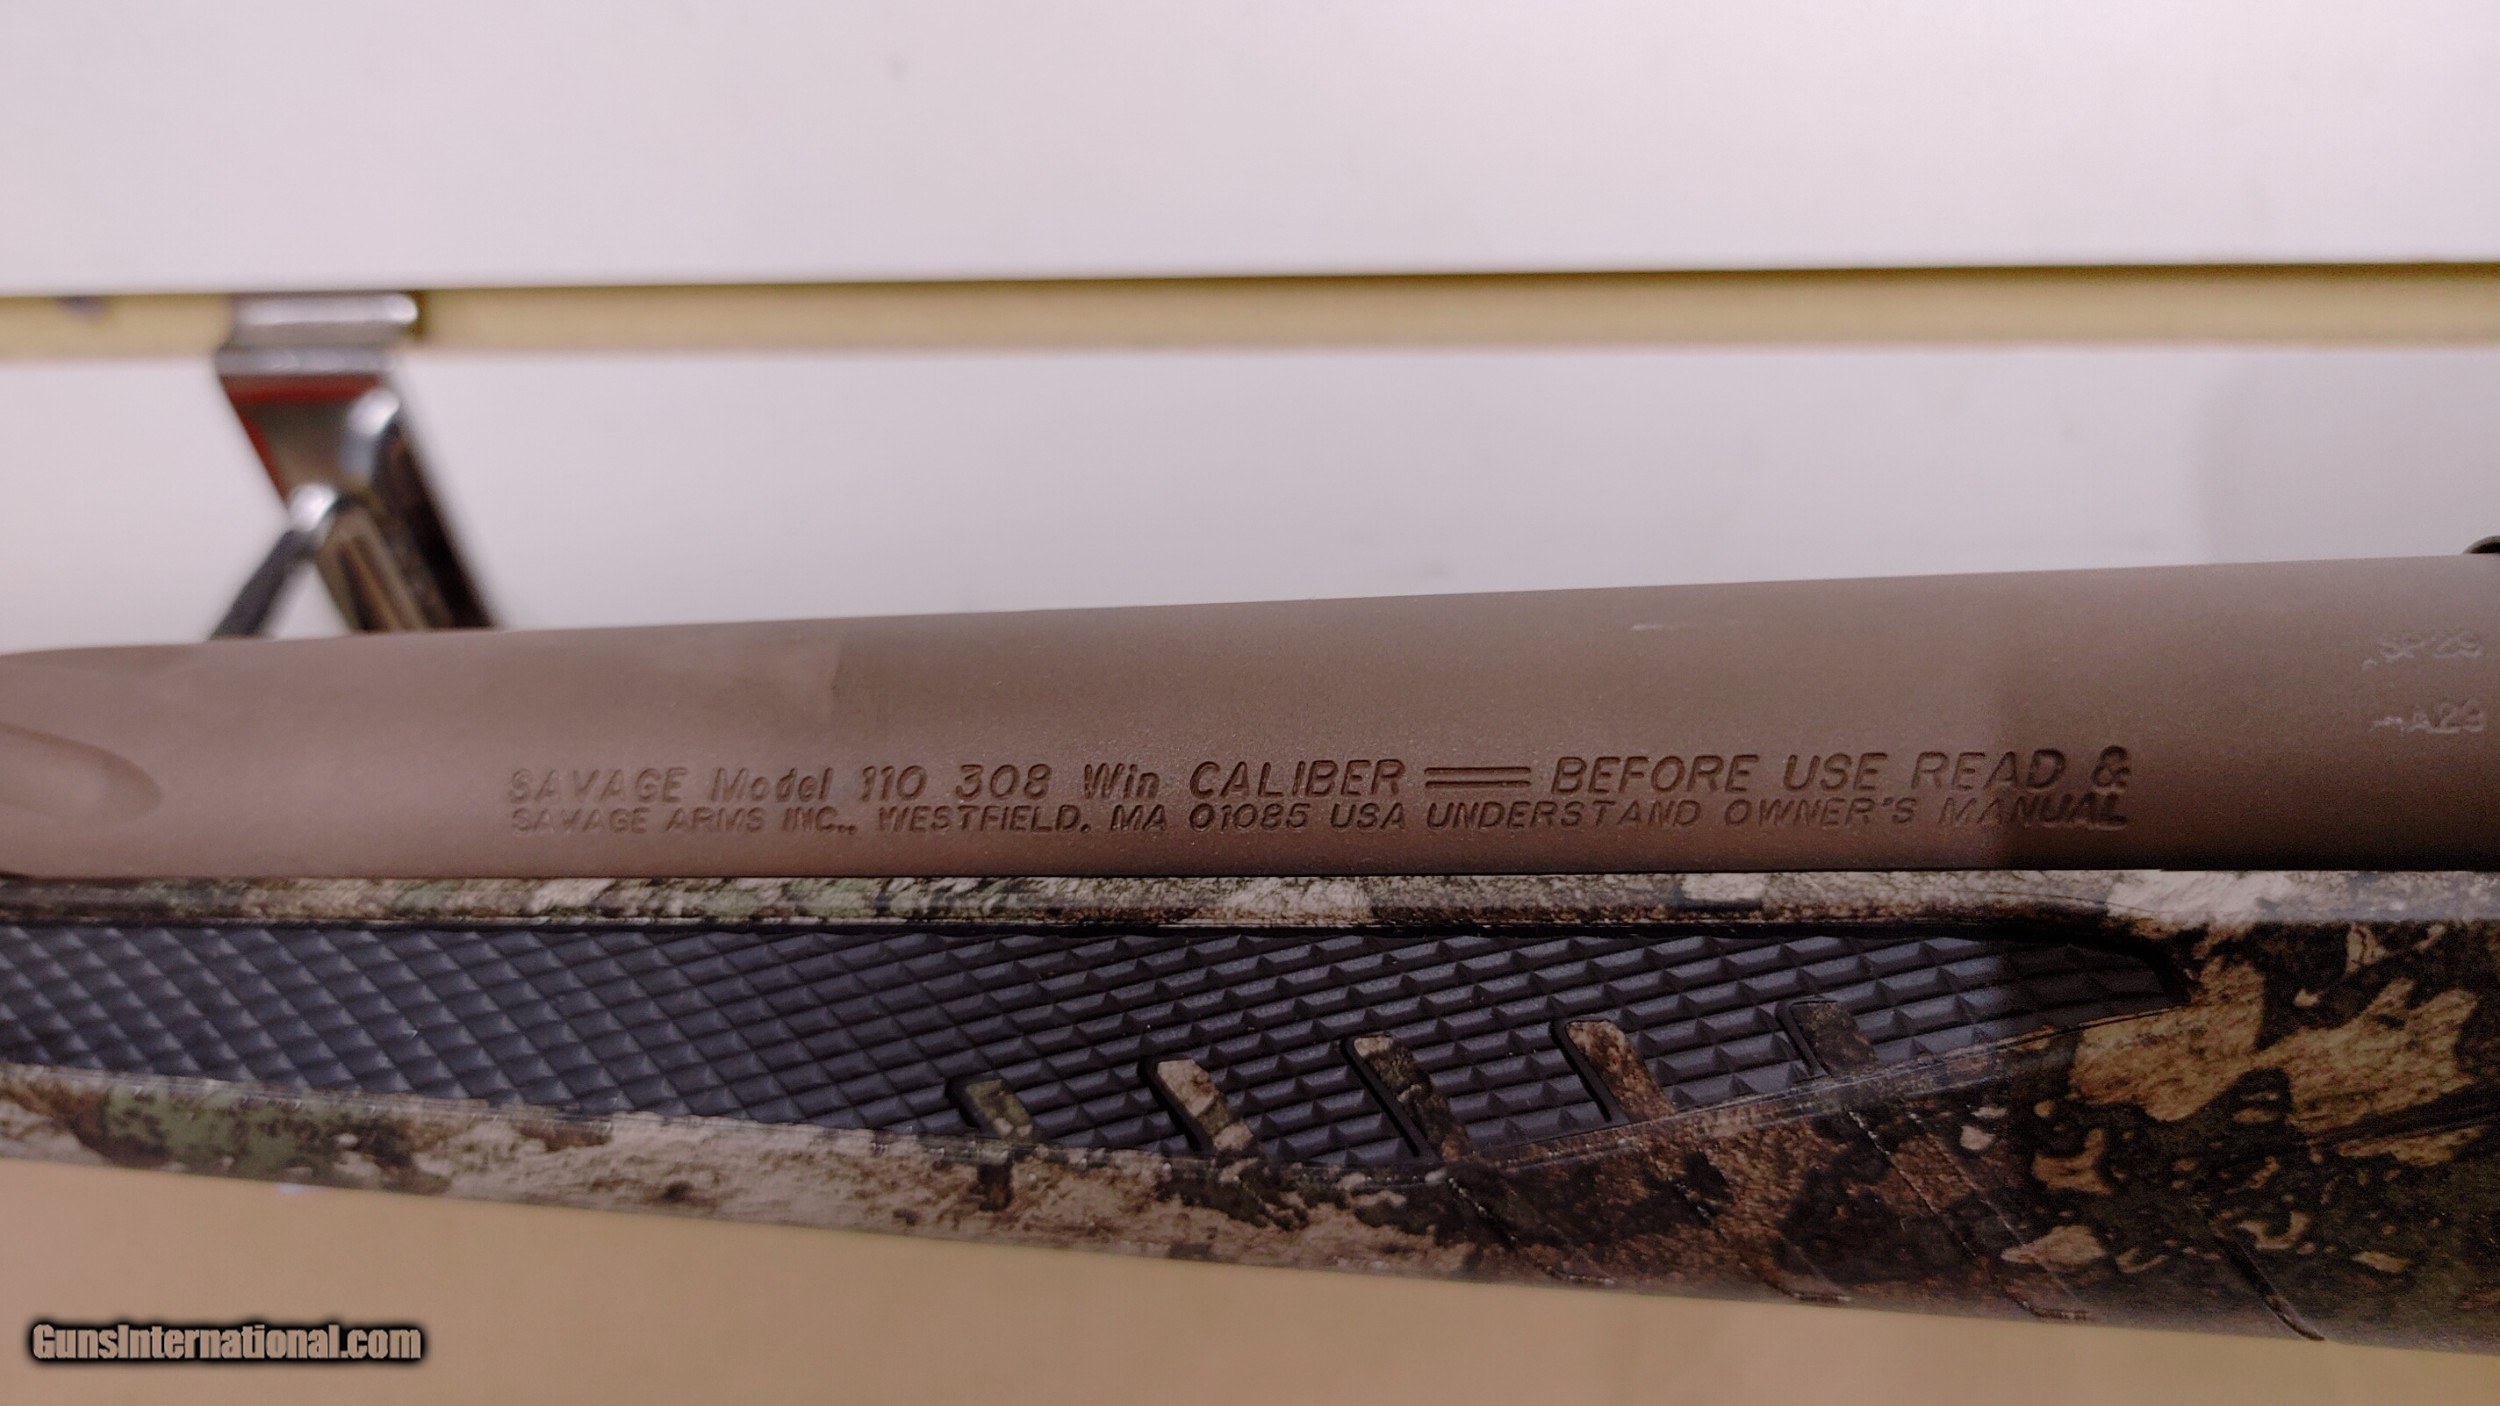 SAVAGE Model 110 308 Win CALIBER ══ BEFORE USE READ &
SAVAGE ARMS INC., WESTFIELD, MA 01085 USA UNDERSTAND OWNER'S MANUAL
GunsInternational.com